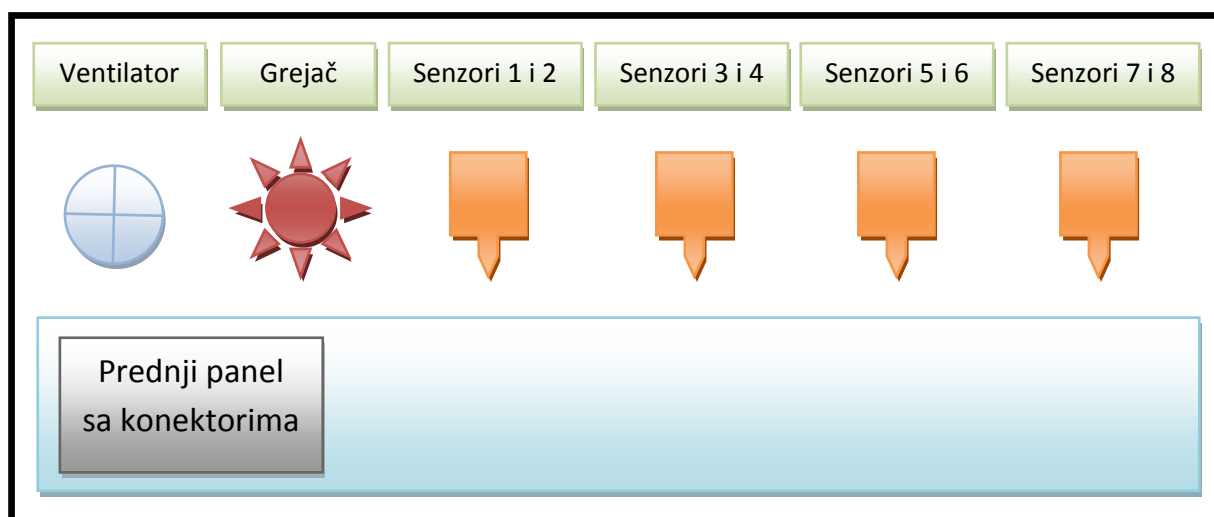 Ventilator
Grejač
Senzori 1 i 2
Senzori 3 i 4
Senzori 5 i 6
Senzori 7 i 8
Prednji panel
sa konektorima